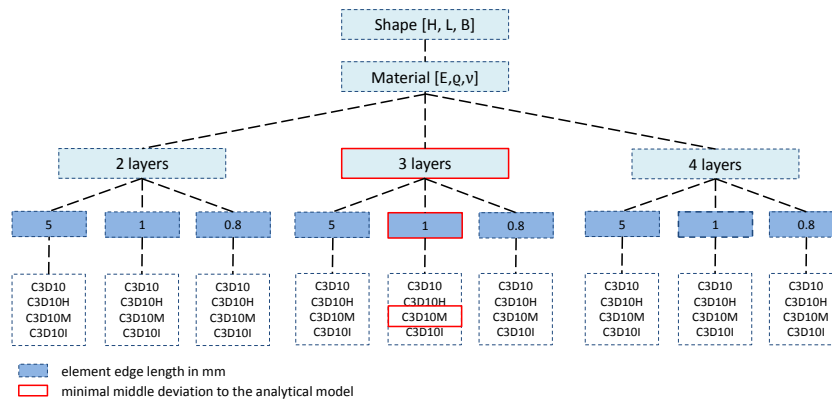 Shape [H, L, B]
Material [E,ϱ,ν]
2 layers
3 layers
4 layers
5
1
0.8
5
1
0.8
5
1
0.8
C3D10
C3D10H
C3D10M
C3D10I
C3D10
C3D10H
C3D10M
C3D10I
C3D10
C3D10H
C3D10M
C3D10I
C3D10
C3D10H
C3D10M
C3D10I
C3D10
C3D10H
C3D10M
C3D10I
C3D10
C3D10H
C3D10M
C3D10I
C3D10
C3D10H
C3D10M
C3D10I
C3D10
C3D10H
C3D10M
C3D10I
C3D10
C3D10H
C3D10M
C3D10I
element edge length in mm
minimal middle deviation to the analytical model